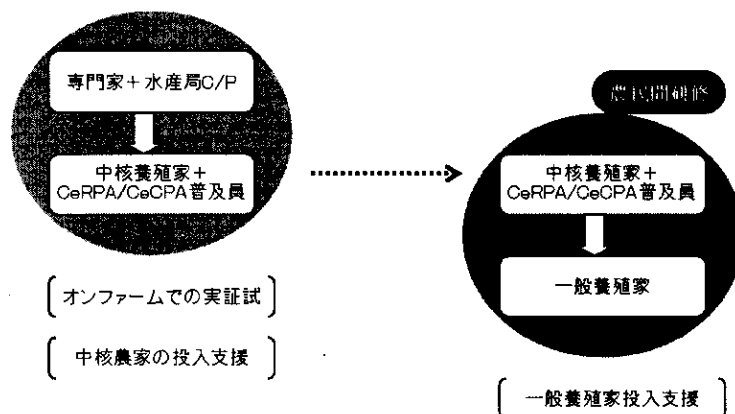 専門家＋水産局C/P
中核養殖家＋
CeRPA/CeCPA普及員
オンファームでの実証試
中核農家の投入支援
農民間研修
中核養殖家＋
CeRPA/CeCPA普及員
一般養殖家
一般養殖家投入支援